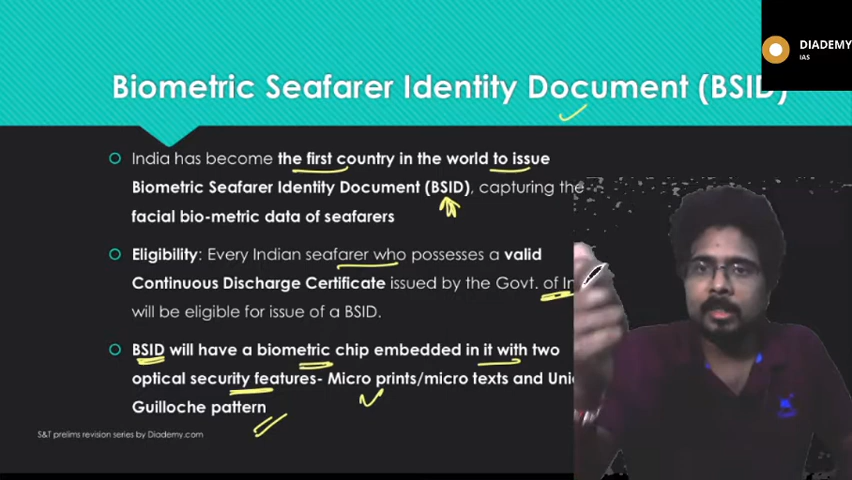 DIADEMY
IAS
Biometric Seafarer Identity Document (BSID)
India has become the first country in the world to issue
Biometric Seafarer Identity Document (BSID), capturing the
facial bio-metric data of seafarers
Eligibility: Every Indian seafarer who possesses a valid
Continuous Discharge Certificate issued by the Govt. of In
will be eligible for issue of a BSID.
BSID will have a biometric chip embedded in it with two
optical security features- Micro prints/micro texts and Uni
Guilloche pattern
S&T prelims revision series by Diademy.com